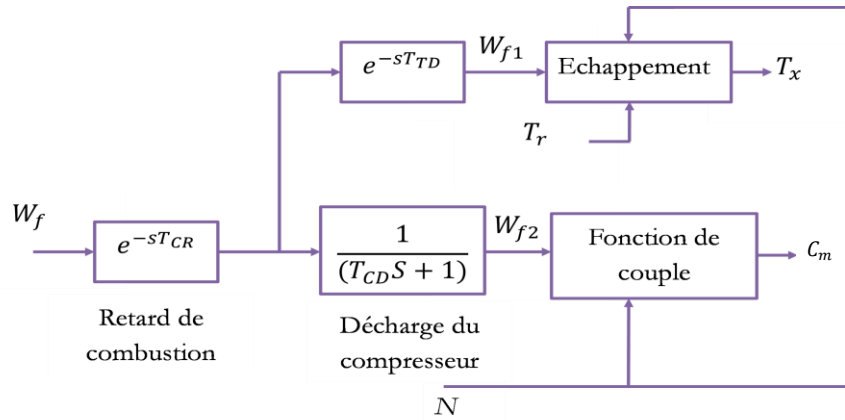 e^{-sT_{TD}}
W_{f1}
Echappement
T_x
T_r
W_f
e^{-sT_{CR}}
1
(T_{CD}S + 1)
W_{f2}
Fonction de
couple
C_m
Retard de
combustion
Décharge du
compresseur
N